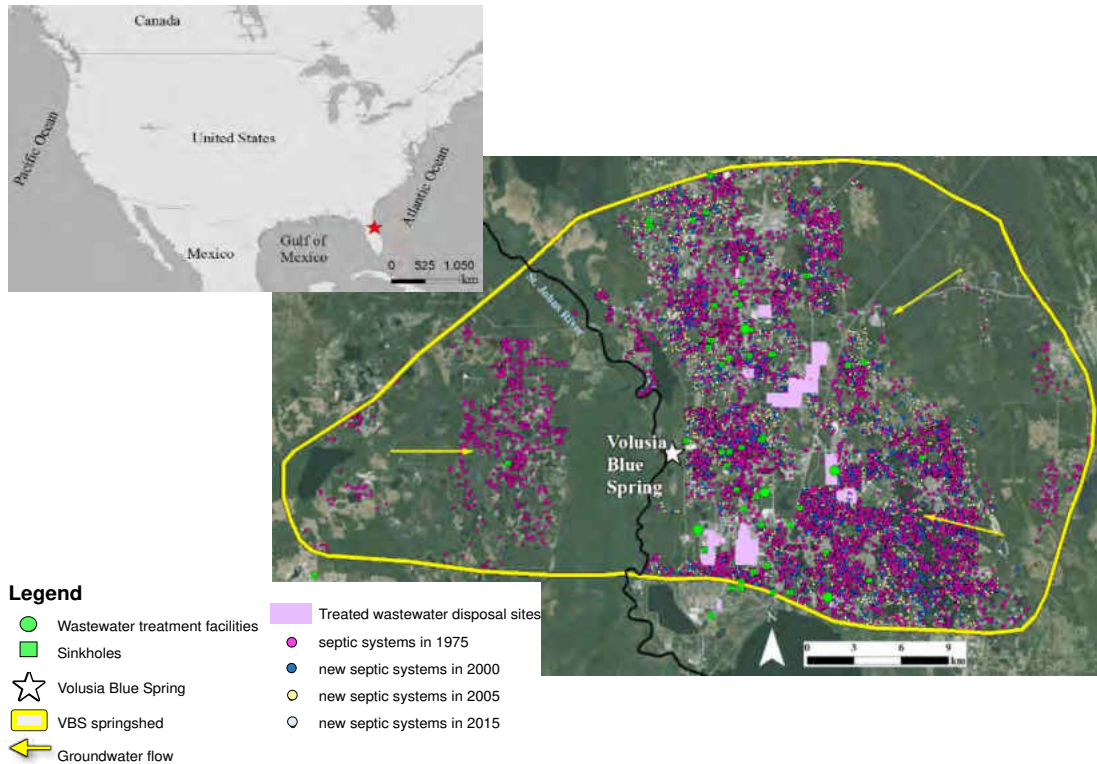 Canada
United States
Pacific Ocean
Atlantic Ocean
Gulf of
Mexico
Mexico
0 525 1.050
km
St. Johns River
Volusia
Blue
Spring
N
0 3 6 9
km
Legend
Wastewater treatment facilities
Sinkholes
Volusia Blue Spring
VBS springshed
Groundwater flow
Treated wastewater disposal sites
septic systems in 1975
new septic systems in 2000
new septic systems in 2005
new septic systems in 2015